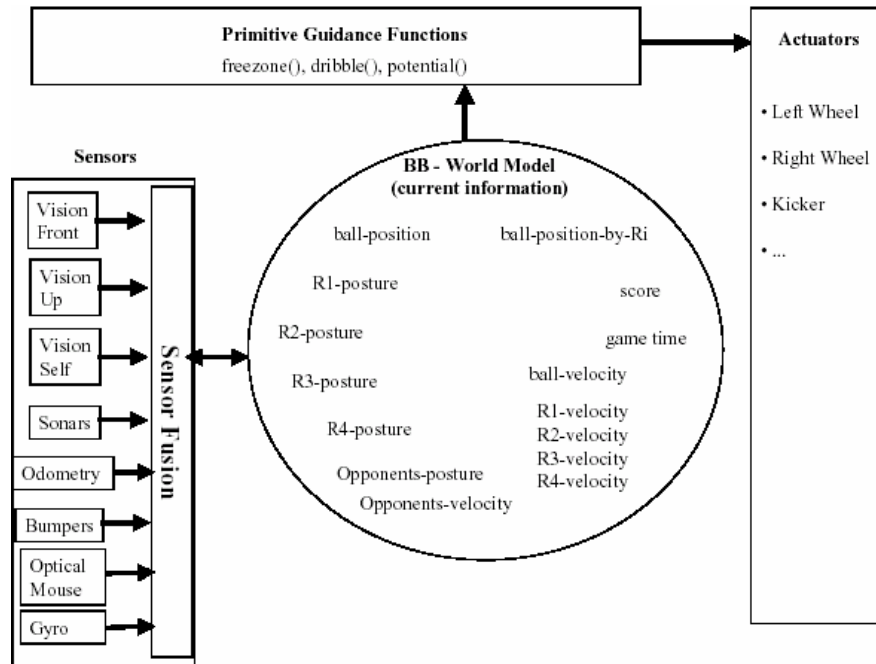 Primitive Guidance Functions
freezone(), dribble(), potential()
Actuators
• Left Wheel
• Right Wheel
• Kicker
• ...
Sensors
Vision
Front
Vision
Up
Vision
Self
Sonars
Odometry
Bumpers
Optical
Mouse
Gyro
Sensor Fusion
BB - World Model
(current information)
ball-position
ball-position-by-Ri
R1-posture
score
R2-posture
game time
R3-posture
ball-velocity
R4-posture
R1-velocity
R2-velocity
R3-velocity
R4-velocity
Opponents-posture
Opponents-velocity